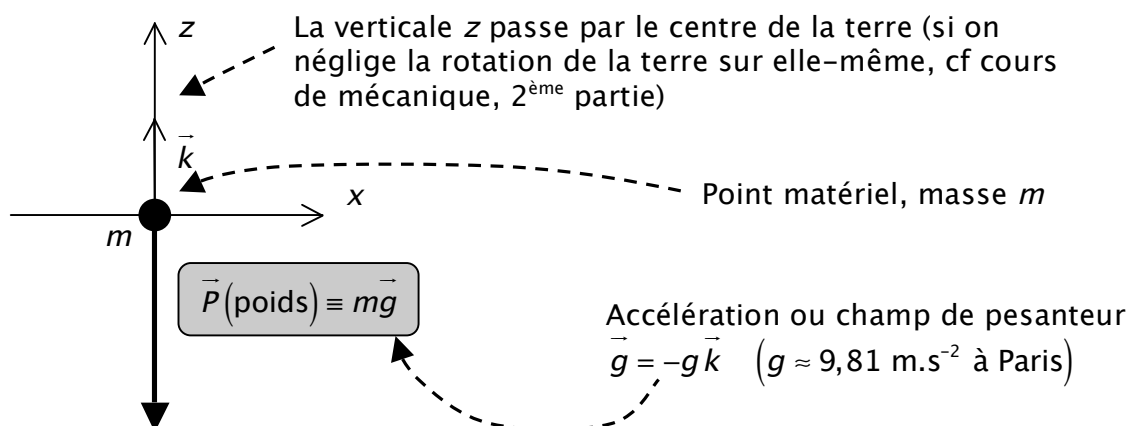 z
La verticale z passe par le centre de la terre (si on
néglige la rotation de la terre sur elle-même, cf cours
de mécanique, 2ème partie)
k⃗
Point matériel, masse m
x
m
P⃗ (poids) ≡ mg⃗
Accélération ou champ de pesanteur
g⃗ = −g k⃗ (g ≈ 9,81 m.s⁻² à Paris)